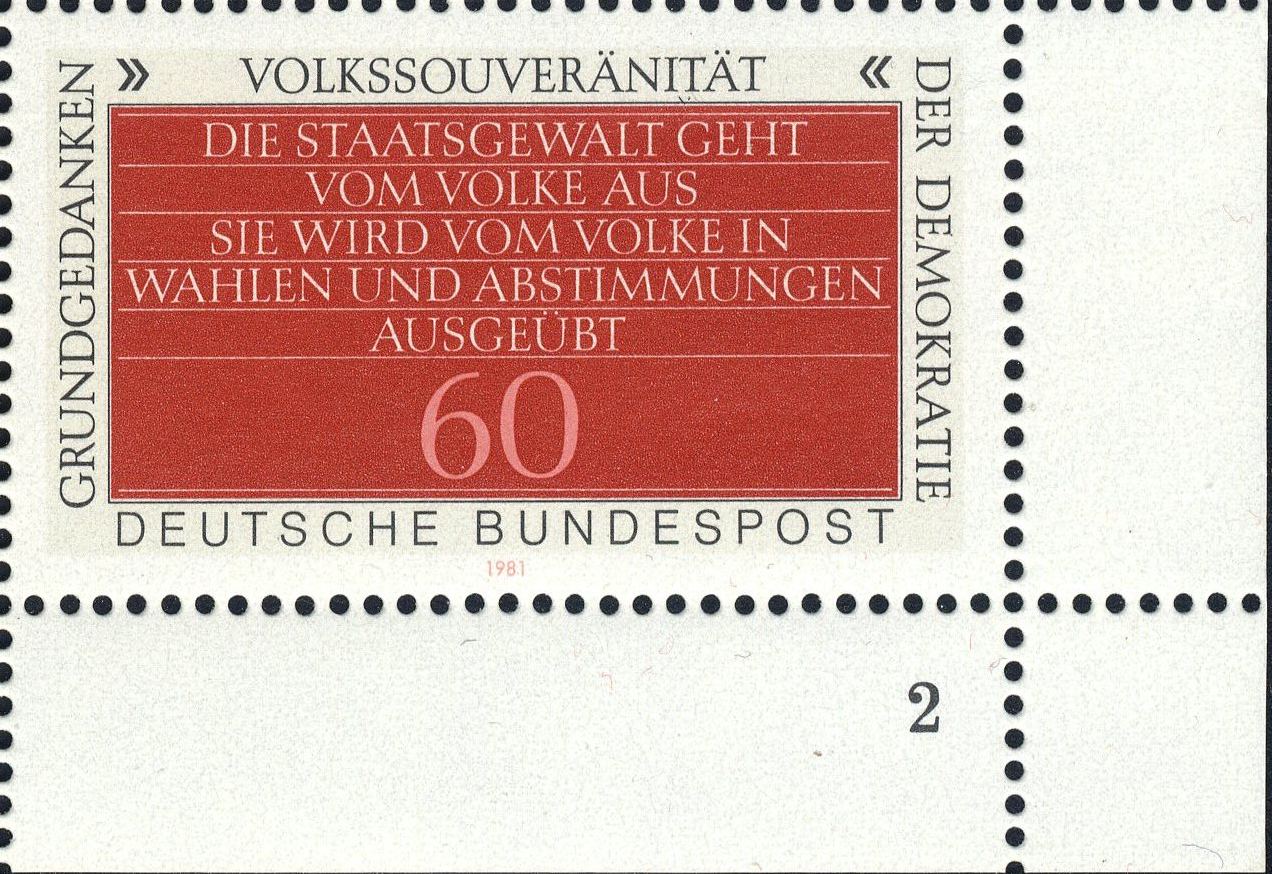 » VOLKSSOUVERÄNITÄT «
GRUNDGEDANKEN
DER DEMOKRATIE
DIE STAATSGEWALT GEHT
VOM VOLKE AUS
SIE WIRD VOM VOLKE IN
WAHLEN UND ABSTIMMUNGEN
AUSGEÜBT
60
DEUTSCHE BUNDESPOST
1981
2